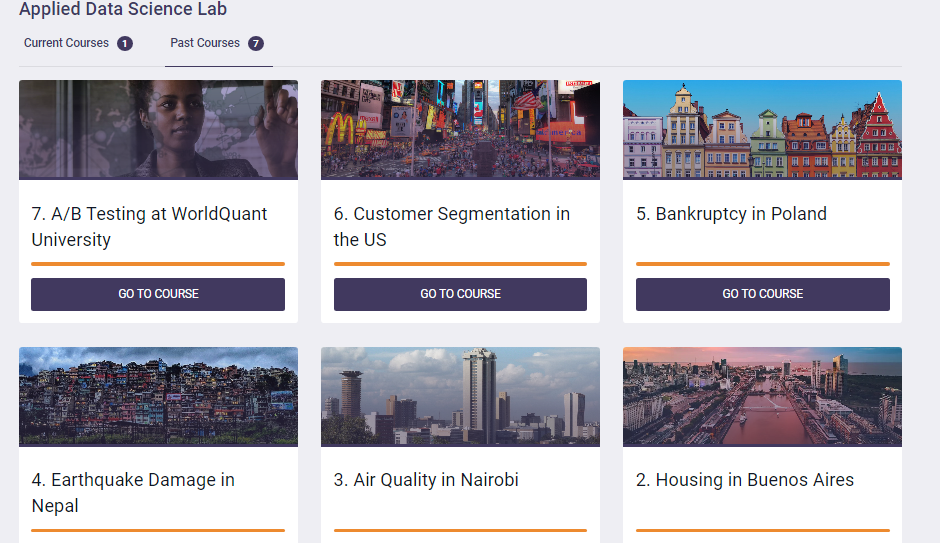 Applied Data Science Lab
Current Courses 1 Past Courses 7
7. A/B Testing at WorldQuant
University
GO TO COURSE
6. Customer Segmentation in
the US
GO TO COURSE
5. Bankruptcy in Poland
GO TO COURSE
4. Earthquake Damage in
Nepal
3. Air Quality in Nairobi
2. Housing in Buenos Aires